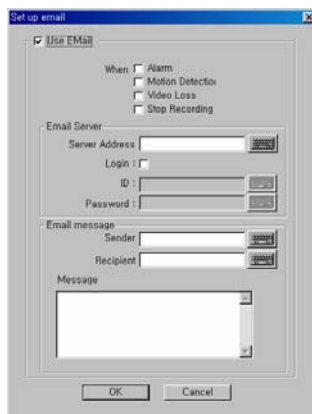 Set up email
Use EMail
When
Alarm
Motion Detection
Video Loss
Stop Recording
Email Server
Server Address
Login :
ID :
Password :
Email message
Sender
Recipient
Message
OK
Cancel